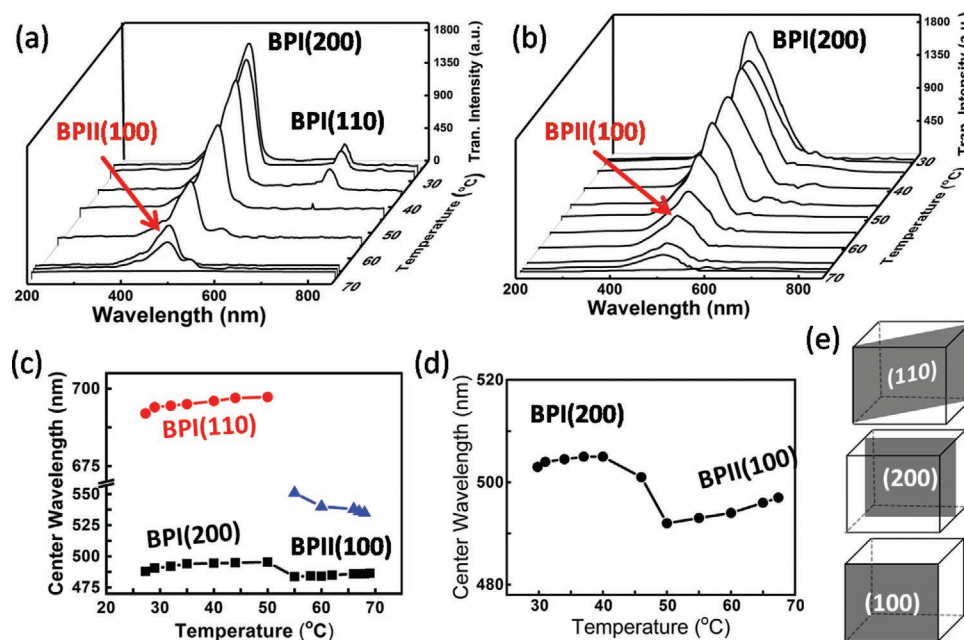 (a)
BPI(200)
BPI(110)
BPII(100)
1800
1350
900
450
0
Tran. Intensity (a.u.)
30
40
50
60
70
Temperature (°C)
200
400
600
800
Wavelength (nm)
(b)
BPI(200)
BPII(100)
1800
1350
900
450
Tran. Intensity (a.u.)
30
40
50
60
70
Temperature (°C)
200
400
600
800
Wavelength (nm)
(c)
700
675
550
525
500
475
Center Wavelength (nm)
BPI(110)
BPI(200)
BPII(100)
30
40
50
60
70
Temperature (°C)
(d)
520
500
480
Center Wavelength (nm)
BPI(200)
BPII(100)
30
40
50
60
70
Temperature (°C)
(e)
(110)
(200)
(100)